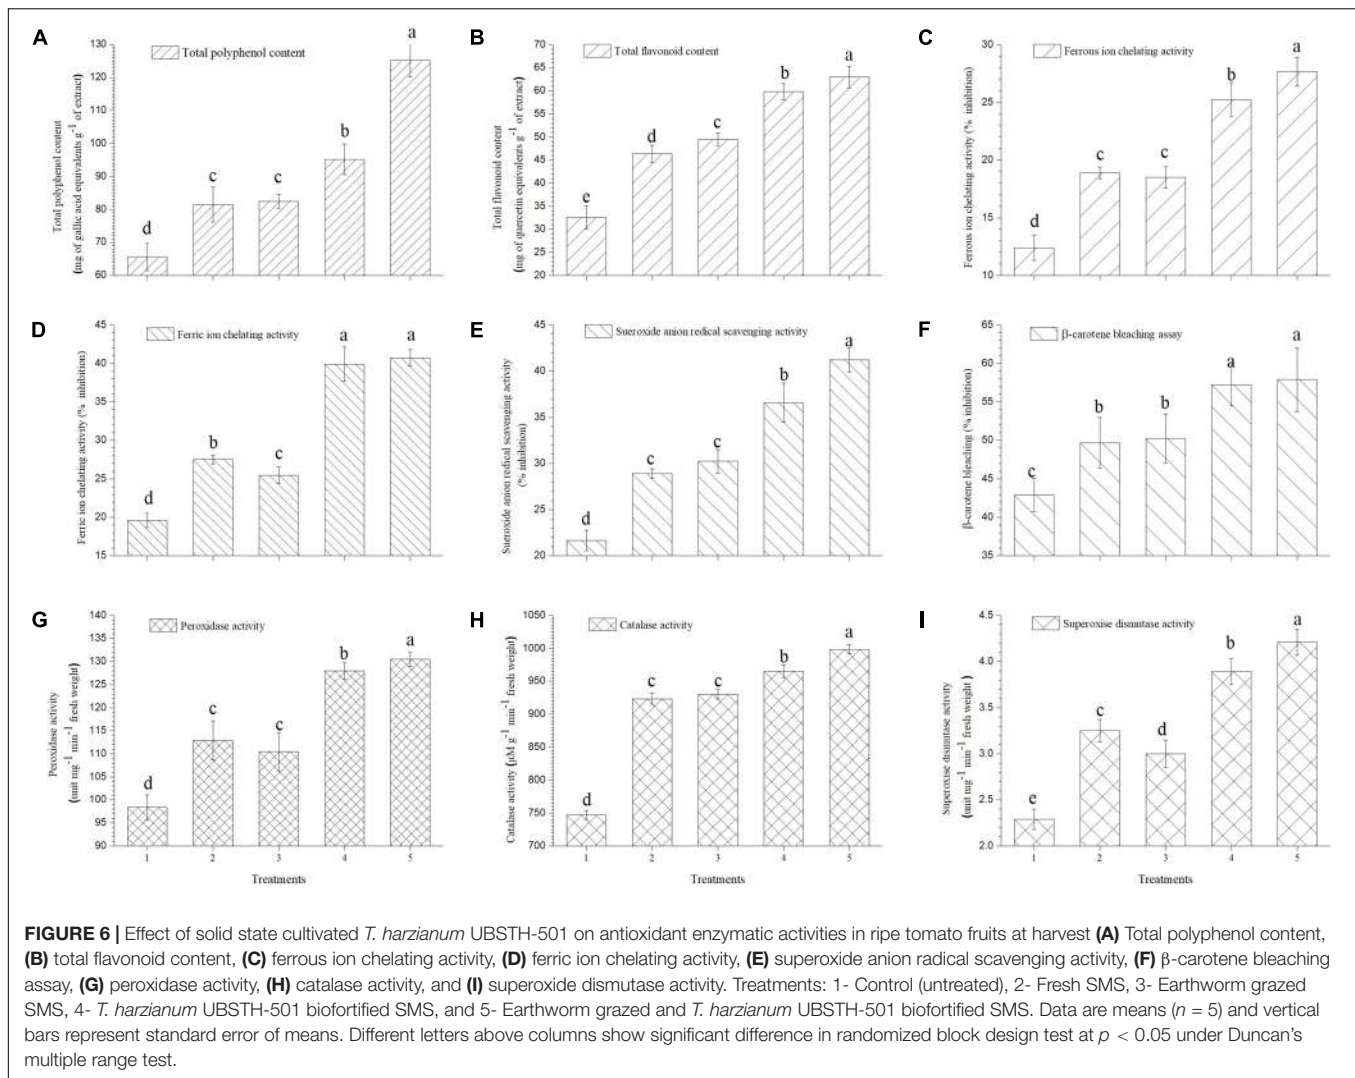 A
Total polyphenol content
Total polyphenol content
(mg of gallic acid equivalents g⁻¹ of extract)
130
120
110
100
90
80
70
60
d
c
c
b
a
B
Total flavonoid content
Total flavonoid content
(mg of quercetin equivalents g⁻¹ of extract)
70
65
60
55
50
45
40
35
30
25
20
e
d
c
b
a
C
Ferrous ion chelating activity
Ferrous ion chelating activity (% inhibition)
30
25
20
15
10
d
c
c
b
a
D
Ferric ion chelating activity
Ferric ion chelating activity (% inhibition)
45
40
35
30
25
20
15
d
b
c
a
a
E
Sueroxide anion redical scavenging activity
Sueroxide anion redical scavenging activity
(% inhibition)
45
40
35
30
25
20
d
c
c
b
a
F
β-carotene bleaching assay
β-carotene bleaching (% inhibition)
65
60
55
50
45
40
35
c
b
b
a
a
G
Peroxidase activity
Peroxidase activity
(unit mg⁻¹ min⁻¹ fresh weight)
140
135
130
125
120
115
110
105
100
95
90
d
c
c
b
a
1 2 3 4 5
Treatments
H
Catalase activity
Catalase activity (µM g⁻¹ min⁻¹ fresh weight)
1050
1000
950
900
850
800
750
700
d
c
c
b
a
1 2 3 4 5
Treatments
I
Superoxise dismutase activity
Superoxise dismutase activity
(unit mg⁻¹ min⁻¹ fresh weight)
4.5
4.0
3.5
3.0
2.5
2.0
e
c
d
b
a
1 2 3 4 5
Treatments
FIGURE 6 | Effect of solid state cultivated T. harzianum UBSTH-501 on antioxidant enzymatic activities in ripe tomato fruits at harvest (A) Total polyphenol content,
(B) total flavonoid content, (C) ferrous ion chelating activity, (D) ferric ion chelating activity, (E) superoxide anion radical scavenging activity, (F) β-carotene bleaching
assay, (G) peroxidase activity, (H) catalase activity, and (I) superoxide dismutase activity. Treatments: 1- Control (untreated), 2- Fresh SMS, 3- Earthworm grazed
SMS, 4- T. harzianum UBSTH-501 biofortified SMS, and 5- Earthworm grazed and T. harzianum UBSTH-501 biofortified SMS. Data are means (n = 5) and vertical
bars represent standard error of means. Different letters above columns show significant difference in randomized block design test at p < 0.05 under Duncan's
multiple range test.